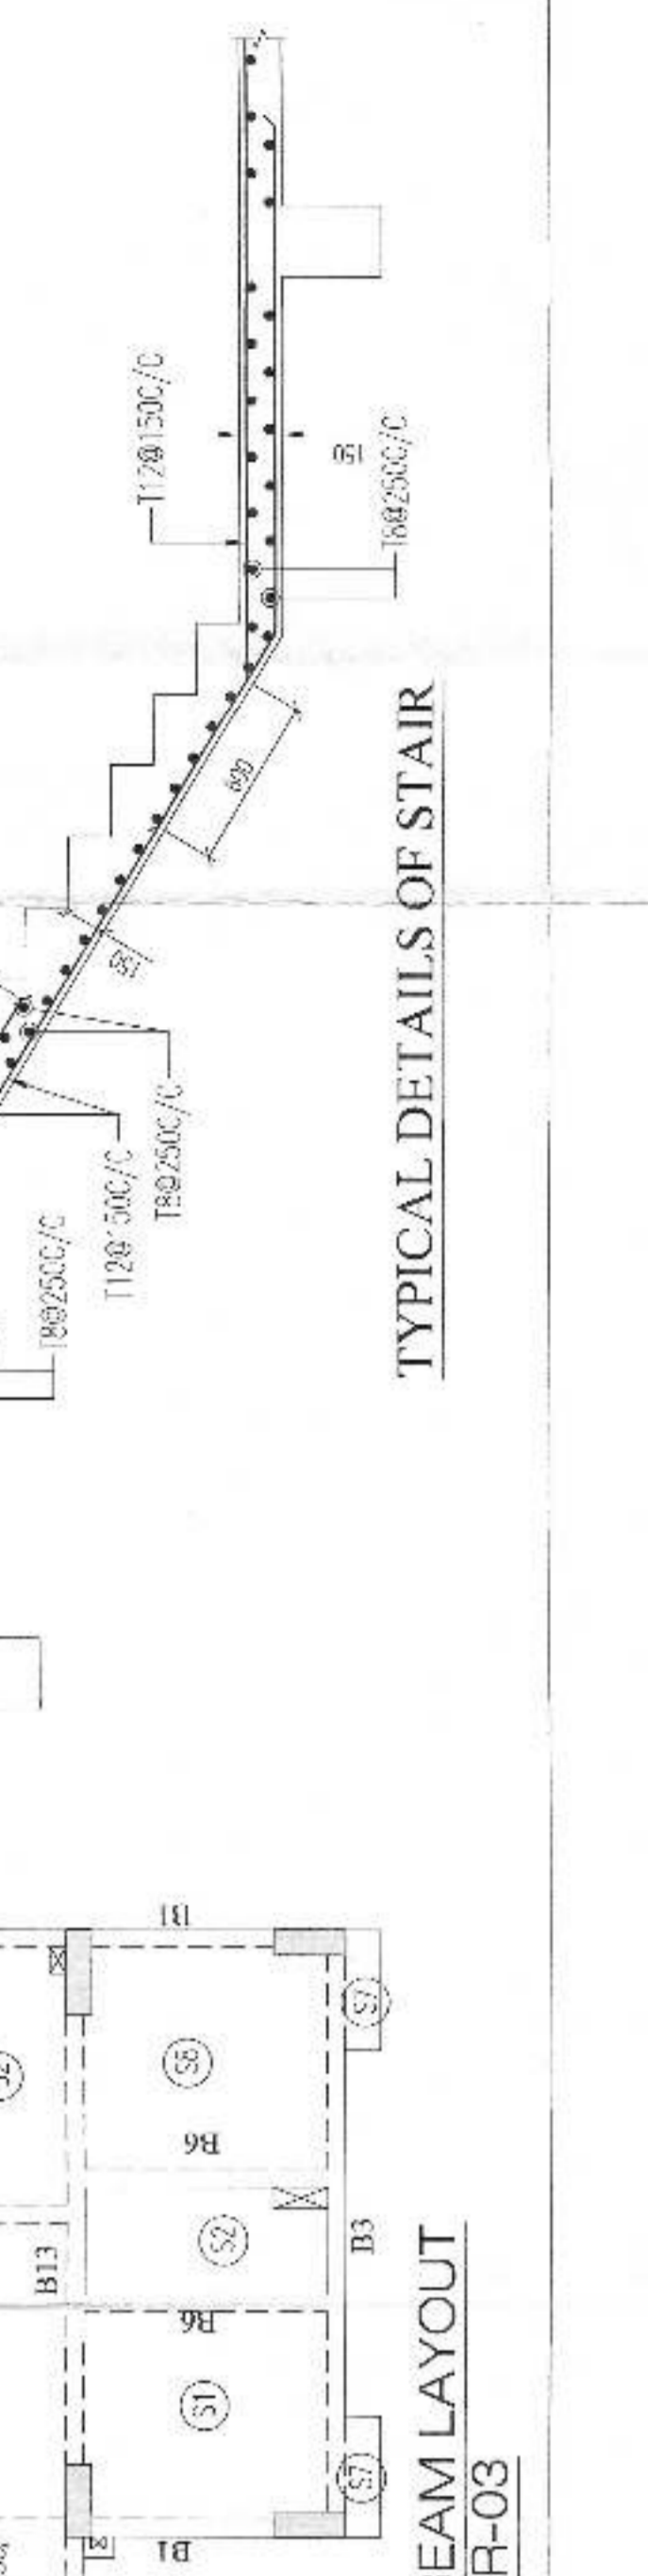 T12@150C/C
150
T8@250C/C
600
150
T8@250C/C
T12@150C/C
T8@250C/C
TYPICAL DETAILS OF STAIR
B1
S7
S8
B6
S2
B3
B13
B6
S1
S7
B1
EAM LAYOUT
R-03